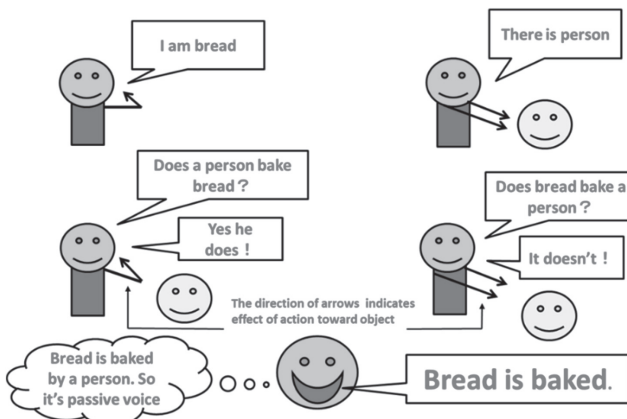 I am bread
There is person
Does a person bake
bread？
Yes he
does！
Does bread bake a
person？
It doesn't！
The direction of arrows indicates
effect of action toward object
Bread is baked
by a person. So
it's passive voice
Bread is baked.